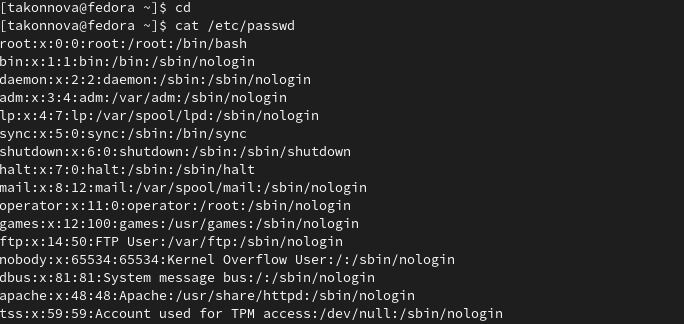 [takonnova@fedora ~]$ cd
[takonnova@fedora ~]$ cat /etc/passwd
root:x:0:0:root:/root:/bin/bash
bin:x:1:1:bin:/bin:/sbin/nologin
daemon:x:2:2:daemon:/sbin:/sbin/nologin
adm:x:3:4:adm:/var/adm:/sbin/nologin
lp:x:4:7:lp:/var/spool/lpd:/sbin/nologin
sync:x:5:0:sync:/sbin:/bin/sync
shutdown:x:6:0:shutdown:/sbin:/sbin/shutdown
halt:x:7:0:halt:/sbin:/sbin/halt
mail:x:8:12:mail:/var/spool/mail:/sbin/nologin
operator:x:11:0:operator:/root:/sbin/nologin
games:x:12:100:games:/usr/games:/sbin/nologin
ftp:x:14:50:FTP User:/var/ftp:/sbin/nologin
nobody:x:65534:65534:Kernel Overflow User:/:/sbin/nologin
dbus:x:81:81:System message bus:/:/sbin/nologin
apache:x:48:48:Apache:/usr/share/httpd:/sbin/nologin
tss:x:59:59:Account used for TPM access:/dev/null:/sbin/nologin